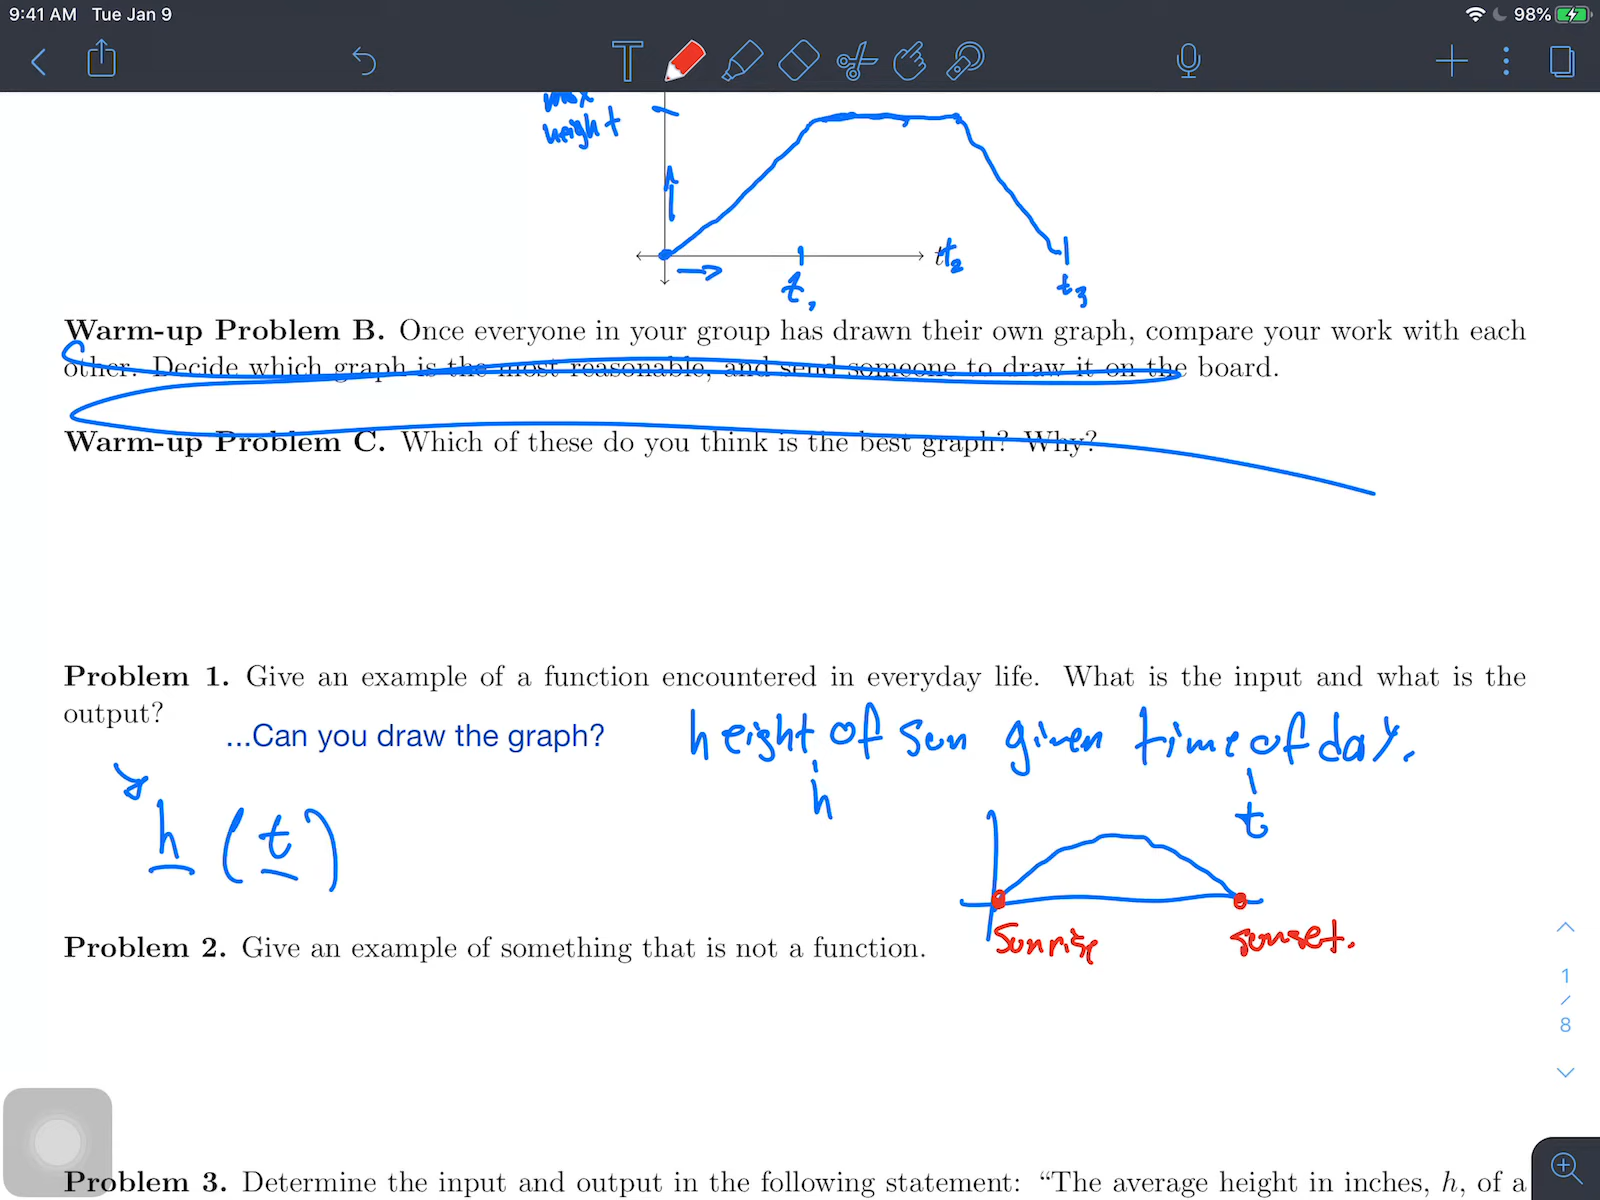 9:41 AM Tue Jan 9
98%
max
height
t t₂
t₁
t₃
Warm-up Problem B. Once everyone in your group has drawn their own graph, compare your work with each
other. Decide which graph is the most reasonable, and send someone to draw it on the board.
Warm-up Problem C. Which of these do you think is the best graph? Why?
Problem 1. Give an example of a function encountered in everyday life. What is the input and what is the
output?
...Can you draw the graph?
height of sun given time of day.
h
t
h (t)
Sunrise
sunset.
Problem 2. Give an example of something that is not a function.
1
/
8
Problem 3. Determine the input and output in the following statement: “The average height in inches, h, of a